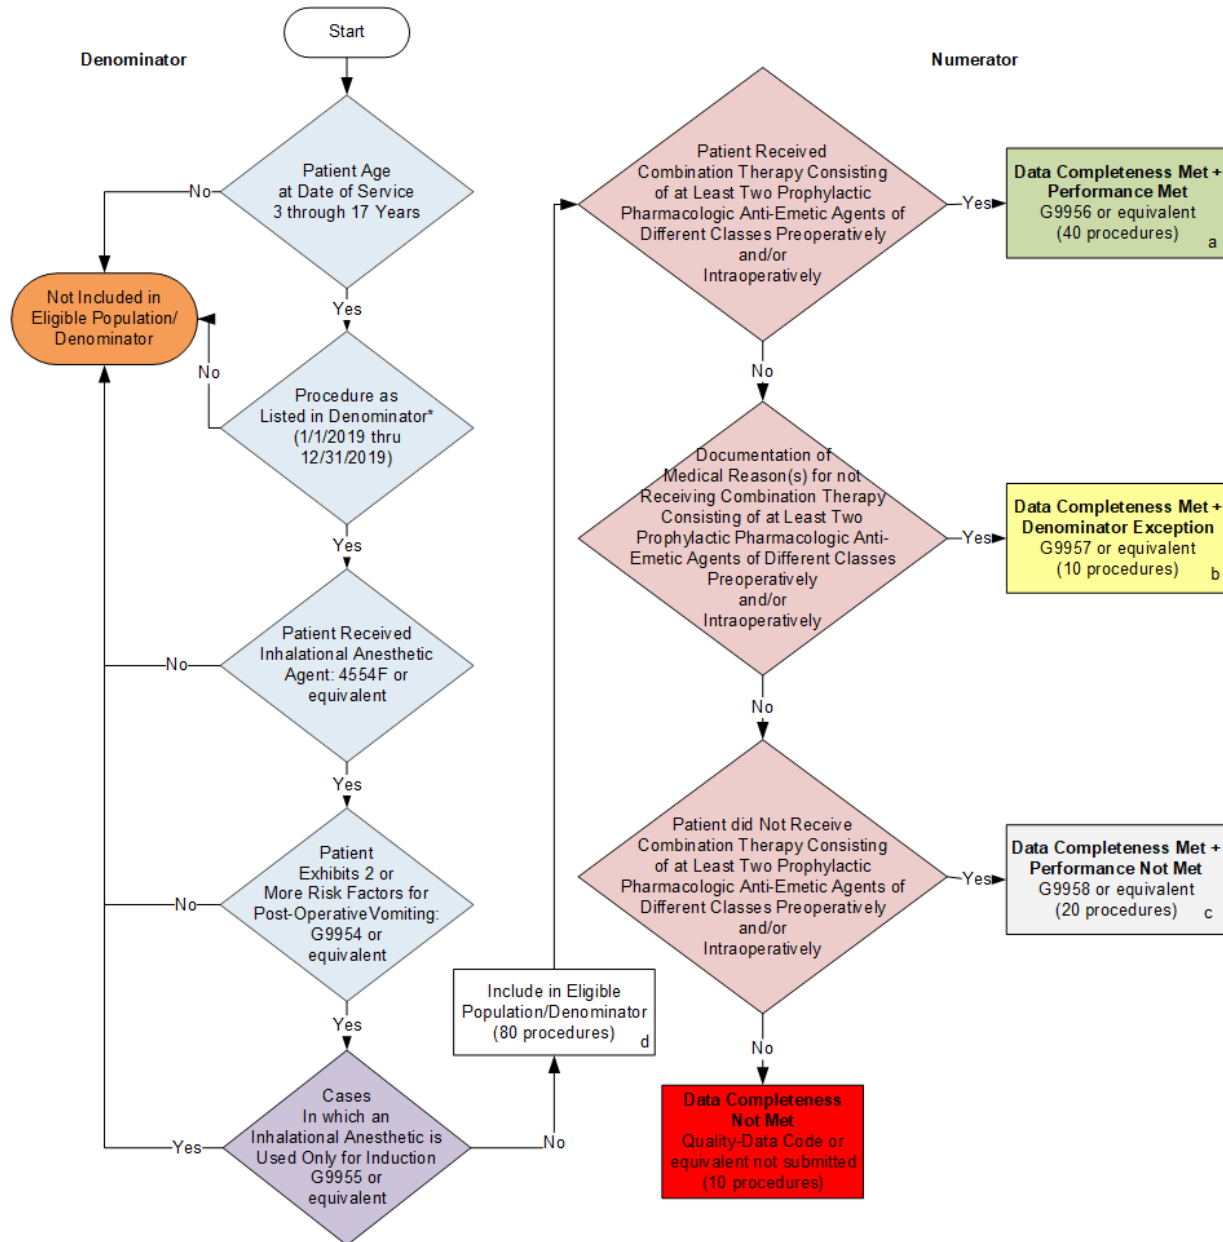 Start
Denominator
Numerator
Patient Age
at Date of Service
3 through 17 Years
No
Yes
Not Included in
Eligible Population/
Denominator
No
Procedure as
Listed in Denominator*
(1/1/2019 thru
12/31/2019)
Yes
Patient Received
Inhalational Anesthetic
Agent: 4554F or
equivalent
No
Yes
Patient
Exhibits 2 or
More Risk Factors for
Post-Operative Vomiting:
G9954 or
equivalent
No
Yes
Cases
In which an
Inhalational Anesthetic is
Used Only for Induction
G9955 or
equivalent
Yes
No
Include in Eligible
Population/Denominator
(80 procedures)
d
Patient Received
Combination Therapy Consisting
of at Least Two Prophylactic
Pharmacologic Anti-Emetic Agents of
Different Classes Preoperatively
and/or
Intraoperatively
Yes
Data Completeness Met +
Performance Met
G9956 or equivalent
(40 procedures)
a
No
Documentation of
Medical Reason(s) for not
Receiving Combination Therapy
Consisting of at Least Two
Prophylactic Pharmacologic Anti-
Emetic Agents of Different Classes
Preoperatively
and/or
Intraoperatively
Yes
Data Completeness Met +
Denominator Exception
G9957 or equivalent
(10 procedures)
b
No
Patient did Not Receive
Combination Therapy Consisting
of at Least Two Prophylactic
Pharmacologic Anti-Emetic Agents of
Different Classes Preoperatively
and/or
Intraoperatively
Yes
Data Completeness Met +
Performance Not Met
G9958 or equivalent
(20 procedures)
c
No
Data Completeness
Not Met
Quality-Data Code or
equivalent not submitted
(10 procedures)